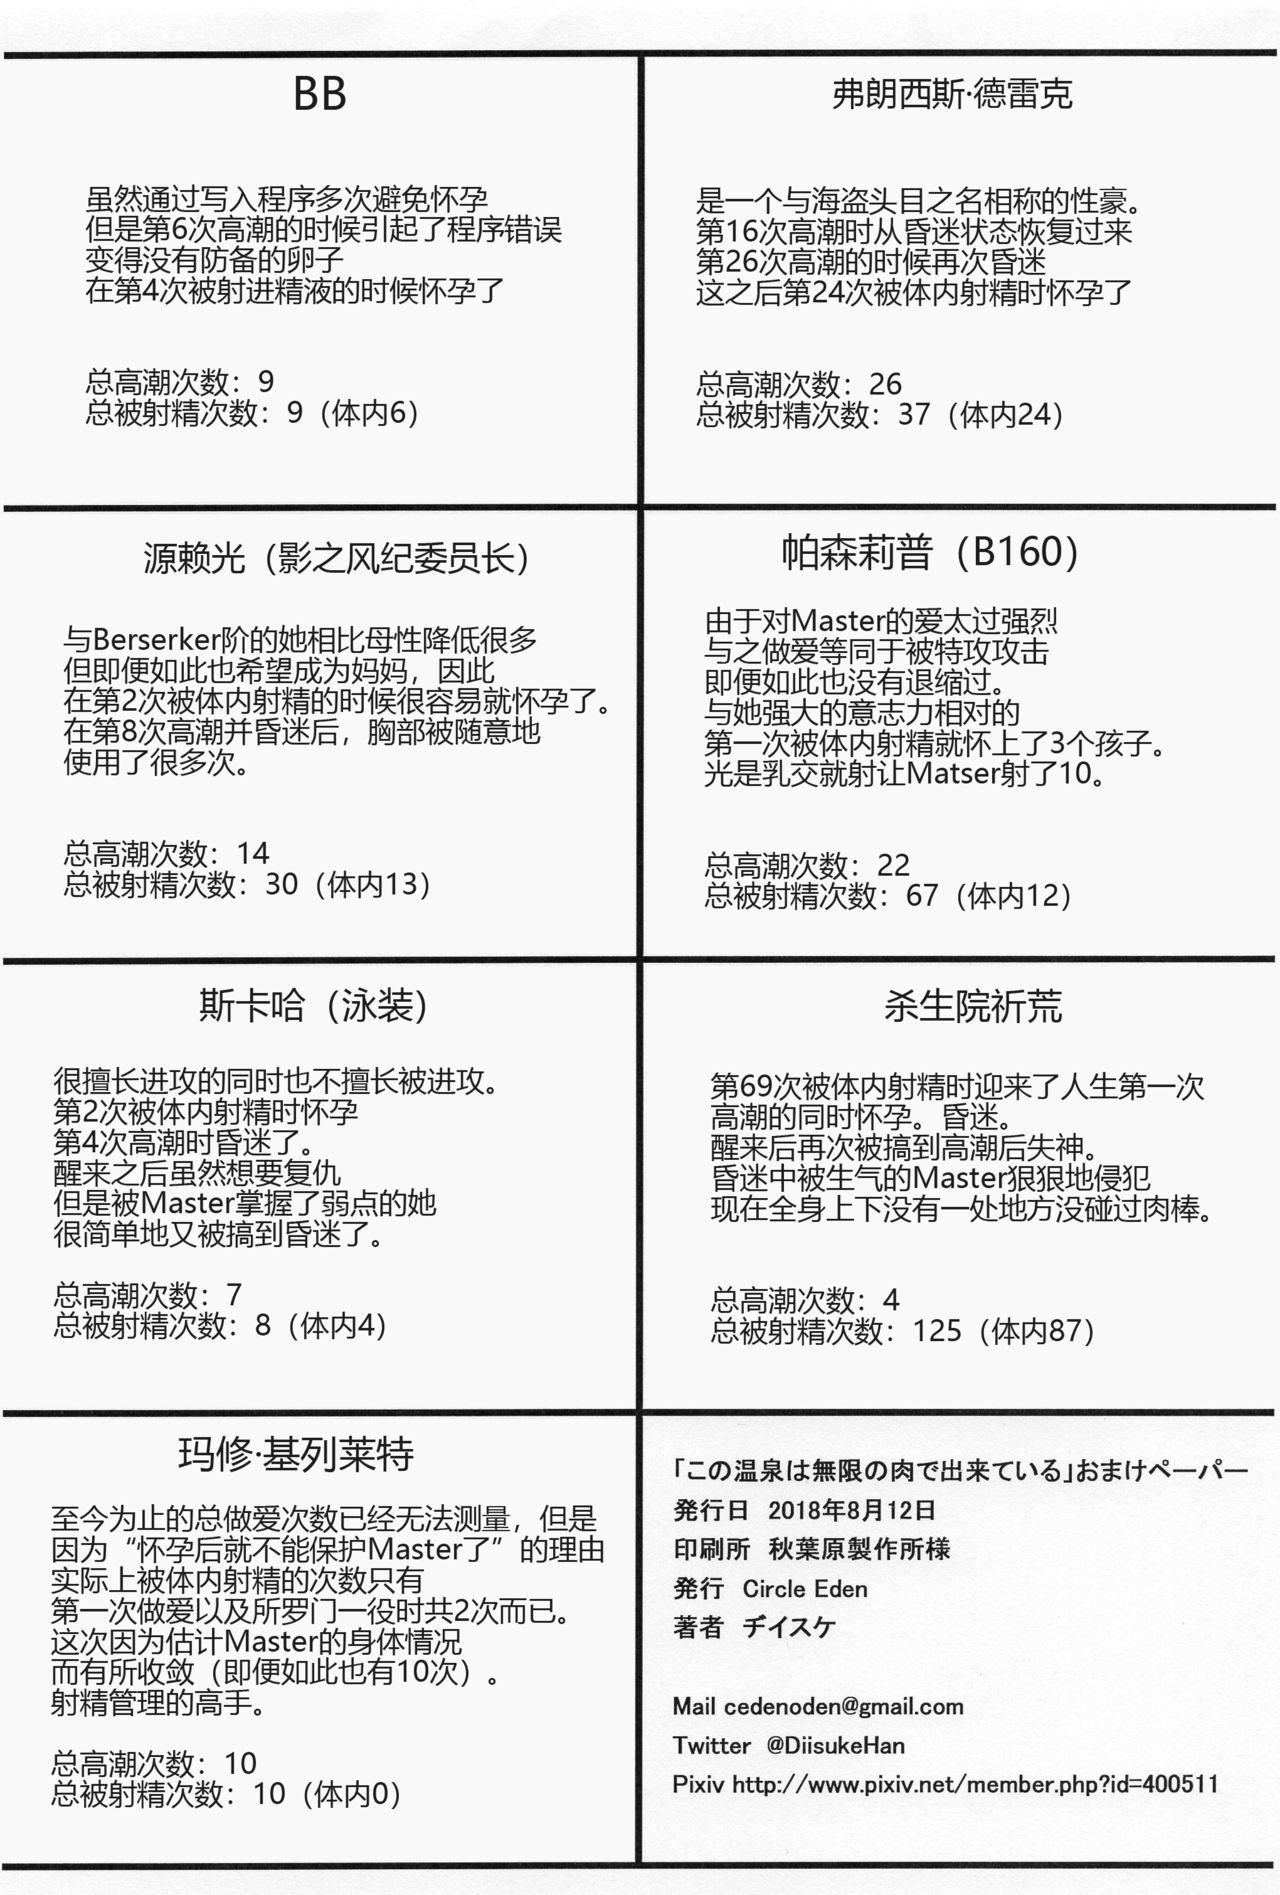 BB
虽然通过写入程序多次避免怀孕
但是第6次高潮的时候引起了程序错误
变得没有防备的卵子
在第4次被射进精液的时候怀孕了
总高潮次数：9
总被射精次数：9（体内6）
弗朗西斯·德雷克
是一个与海盗头目之名相称的性豪。
第16次高潮时从昏迷状态恢复过来
第26次高潮的时候再次昏迷
这之后第24次被体内射精时怀孕了
总高潮次数：26
总被射精次数：37（体内24）
源赖光（影之风纪委员长）
与Berserker阶的她相比母性降低很多
但即便如此也希望成为妈妈，因此
在第2次被体内射精的时候很容易就怀孕了。
在第8次高潮并昏迷后，胸部被随意地
使用了很多次。
总高潮次数：14
总被射精次数：30（体内13）
帕森莉普（B160）
由于对Master的爱太过强烈
与之做爱等同于被特攻攻击
即便如此也没有退缩过。
与她强大的意志力相对的
第一次被体内射精就怀上了3个孩子。
光是乳交就射让Matser射了10。
总高潮次数：22
总被射精次数：67（体内12）
斯卡哈（泳装）
很擅长进攻的同时也不擅长被进攻。
第2次被体内射精时怀孕
第4次高潮时昏迷了。
醒来之后虽然想要复仇
但是被Master掌握了弱点的她
很简单地又被搞到昏迷了。
总高潮次数：7
总被射精次数：8（体内4）
杀生院祈荒
第69次被体内射精时迎来了人生第一次
高潮的同时怀孕。昏迷。
醒来后再次被搞到高潮后失神。
昏迷中被生气的Master狠狠地侵犯
现在全身上下没有一处地方没碰过肉棒。
总高潮次数：4
总被射精次数：125（体内87）
玛修·基列莱特
至今为止的总做爱次数已经无法测量，但是
因为“怀孕后就不能保护Master了”的理由
实际上被体内射精的次数只有
第一次做爱以及所罗门一役时共2次而已。
这次因为估计Master的身体情况
而有所收敛（即便如此也有10次）。
射精管理的高手。
总高潮次数：10
总被射精次数：10（体内0）
「この温泉は無限の肉で出来ている」おまけペーパー
発行日　2018年8月12日
印刷所　秋葉原製作所様
発行　Circle Eden
著者　ヂイスケ
Mail cedenoden@gmail.com
Twitter　@DiisukeHan
Pixiv http://www.pixiv.net/member.php?id=400511